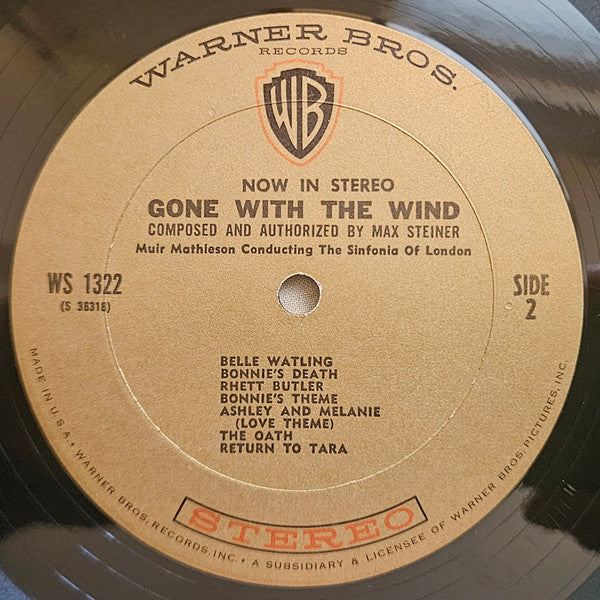 WARNER BROS.
RECORDS
WB
NOW IN STEREO
GONE WITH THE WIND
COMPOSED AND AUTHORIZED BY MAX STEINER
Muir Mathieson Conducting The Sinfonia Of London
WS 1322
(S 38316)
SIDE
2
BELLE WATLING
BONNIE'S DEATH
RHETT BUTLER
BONNIE'S THEME
ASHLEY AND MELANIE
(LOVE THEME)
THE OATH
RETURN TO TARA
STEREO
MADE IN U.S.A. • WARNER BROS. RECORDS, INC. • A SUBSIDIARY & LICENSEE OF WARNER BROS. PICTURES, INC.